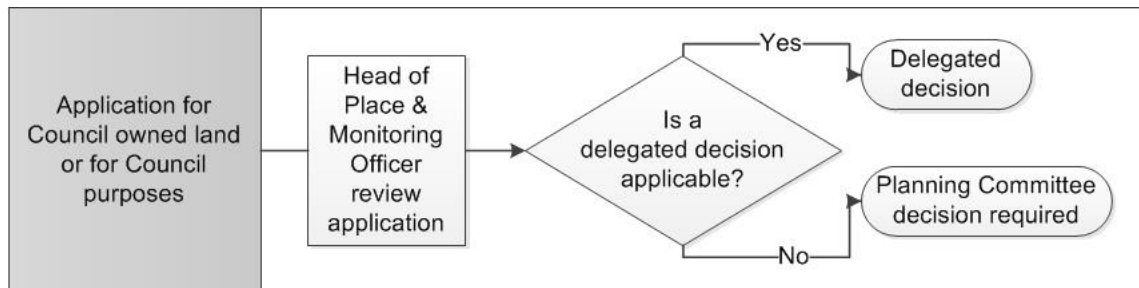 Application for
Council owned land
or for Council
purposes
Head of
Place &
Monitoring
Officer
review
application
Is a
delegated decision
applicable?
Yes
Delegated
decision
No
Planning Committee
decision required